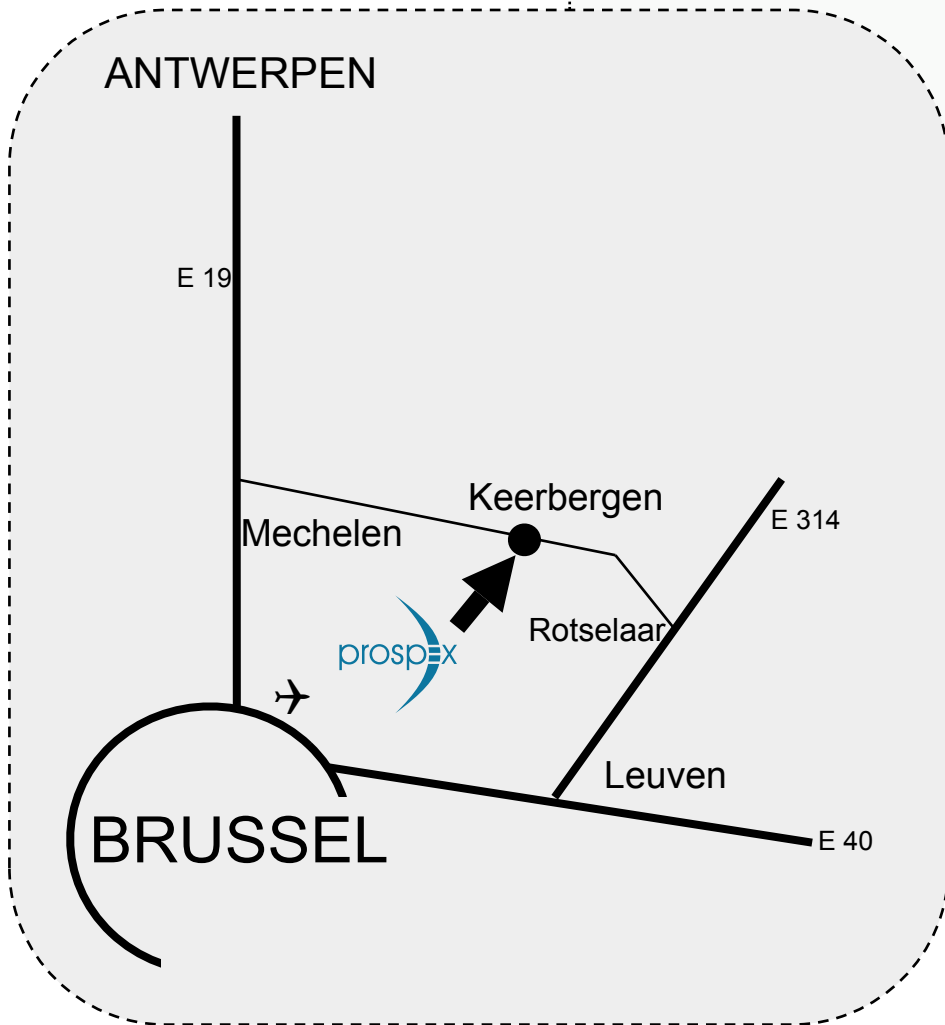 ANTWERPEN
E 19
Keerbergen
E 314
Mechelen
Rotselaar
prospex
Leuven
BRUSSEL
E 40